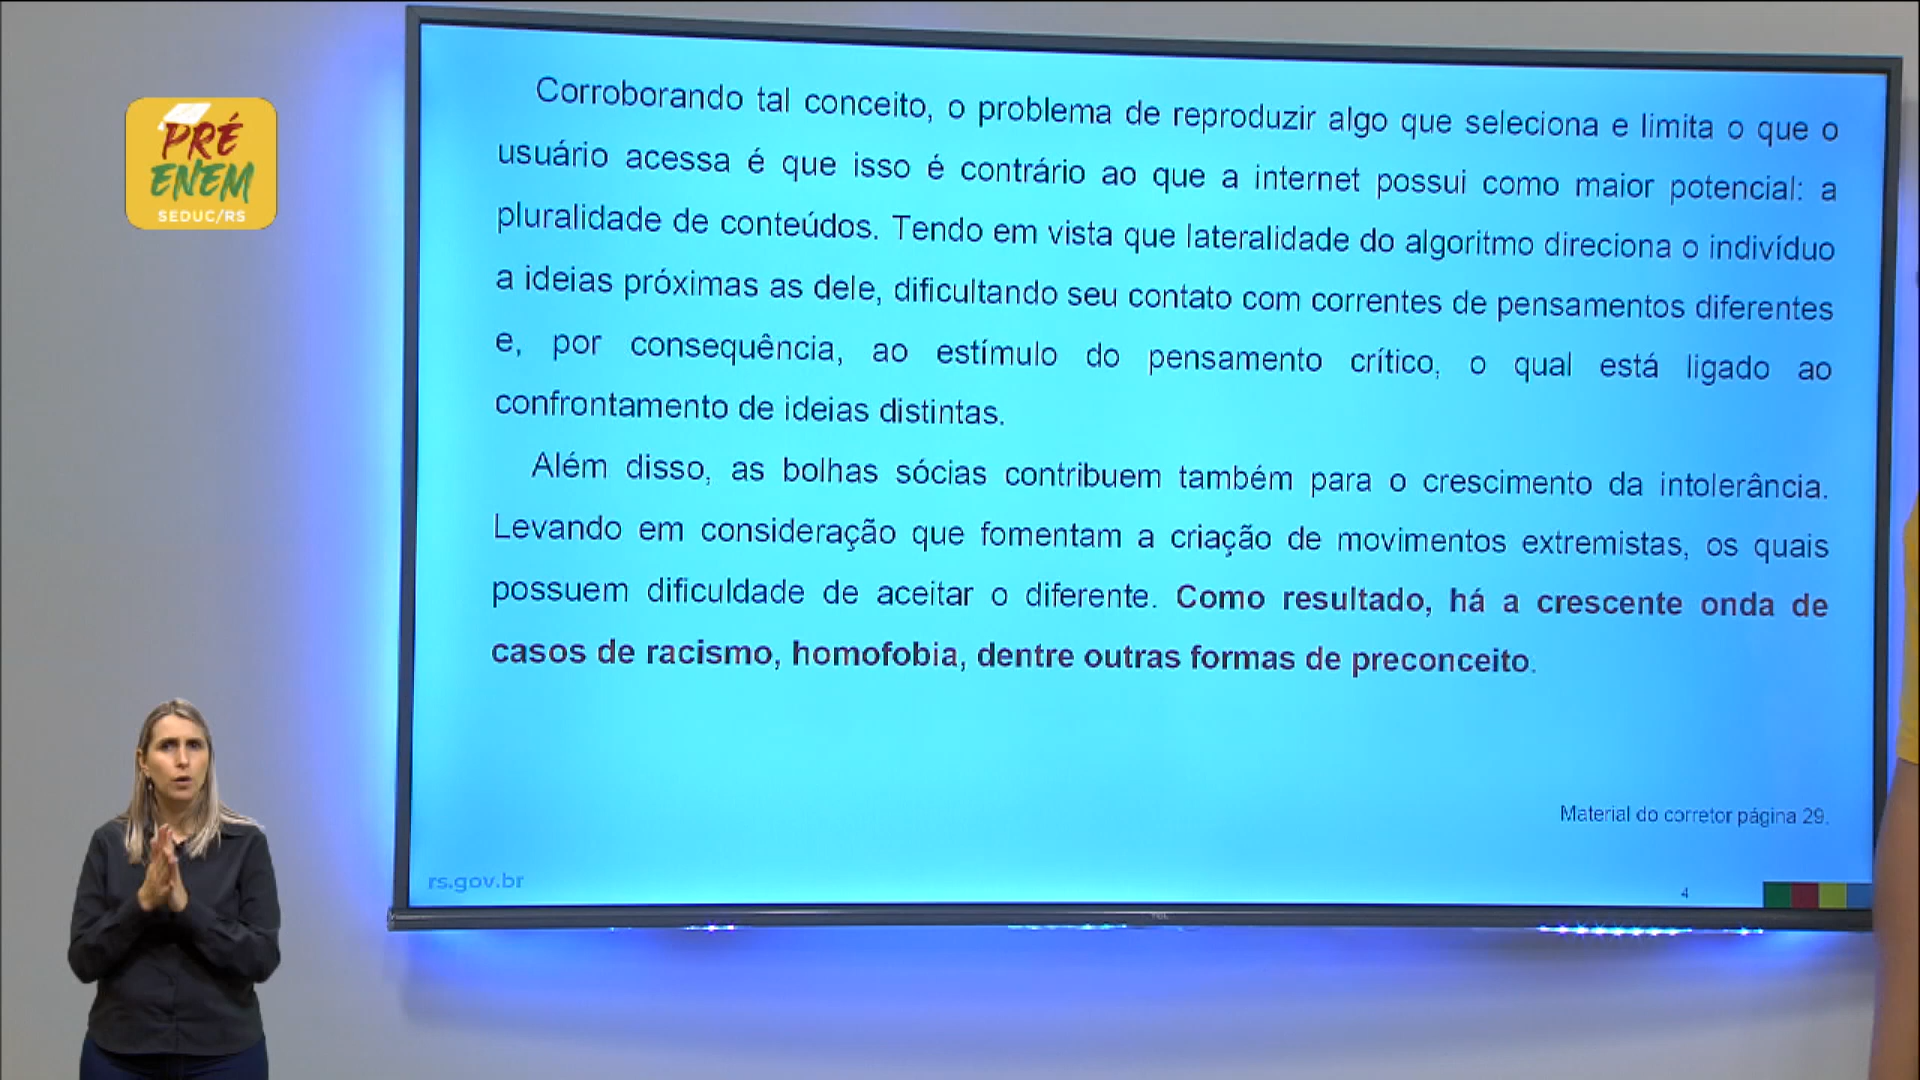 PRÉ
ENEM
SEDUC/RS
Corroborando tal conceito, o problema de reproduzir algo que seleciona e limita o que o
usuário acessa é que isso é contrário ao que a internet possui como maior potencial: a
pluralidade de conteúdos. Tendo em vista que lateralidade do algoritmo direciona o indivíduo
a ideias próximas as dele, dificultando seu contato com correntes de pensamentos diferentes
e, por consequência, ao estímulo do pensamento crítico, o qual está ligado ao
confrontamento de ideias distintas.
Além disso, as bolhas sócias contribuem também para o crescimento da intolerância.
Levando em consideração que fomentam a criação de movimentos extremistas, os quais
possuem dificuldade de aceitar o diferente. Como resultado, há a crescente onda de
casos de racismo, homofobia, dentre outras formas de preconceito.
Material do corretor página 29.
rs.gov.br
4
TCL